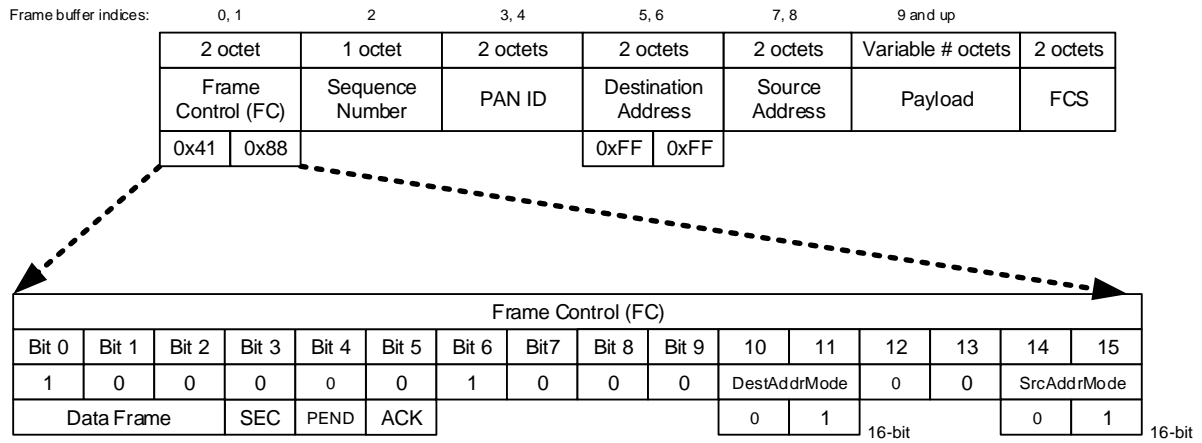 Frame buffer indices: 0, 1 2 3, 4 5, 6 7, 8 9 and up
2 octet 1 octet 2 octets 2 octets 2 octets Variable # octets 2 octets
Frame Control (FC) Sequence Number PAN ID Destination Address Source Address Payload FCS
0x41 0x88 0xFF 0xFF
Frame Control (FC)
Bit 0 Bit 1 Bit 2 Bit 3 Bit 4 Bit 5 Bit 6 Bit7 Bit 8 Bit 9 10 11 12 13 14 15
1 0 0 0 0 0 1 0 0 0 DestAddrMode 0 0 SrcAddrMode
Data Frame SEC PEND ACK 0 1 16-bit 0 1 16-bit